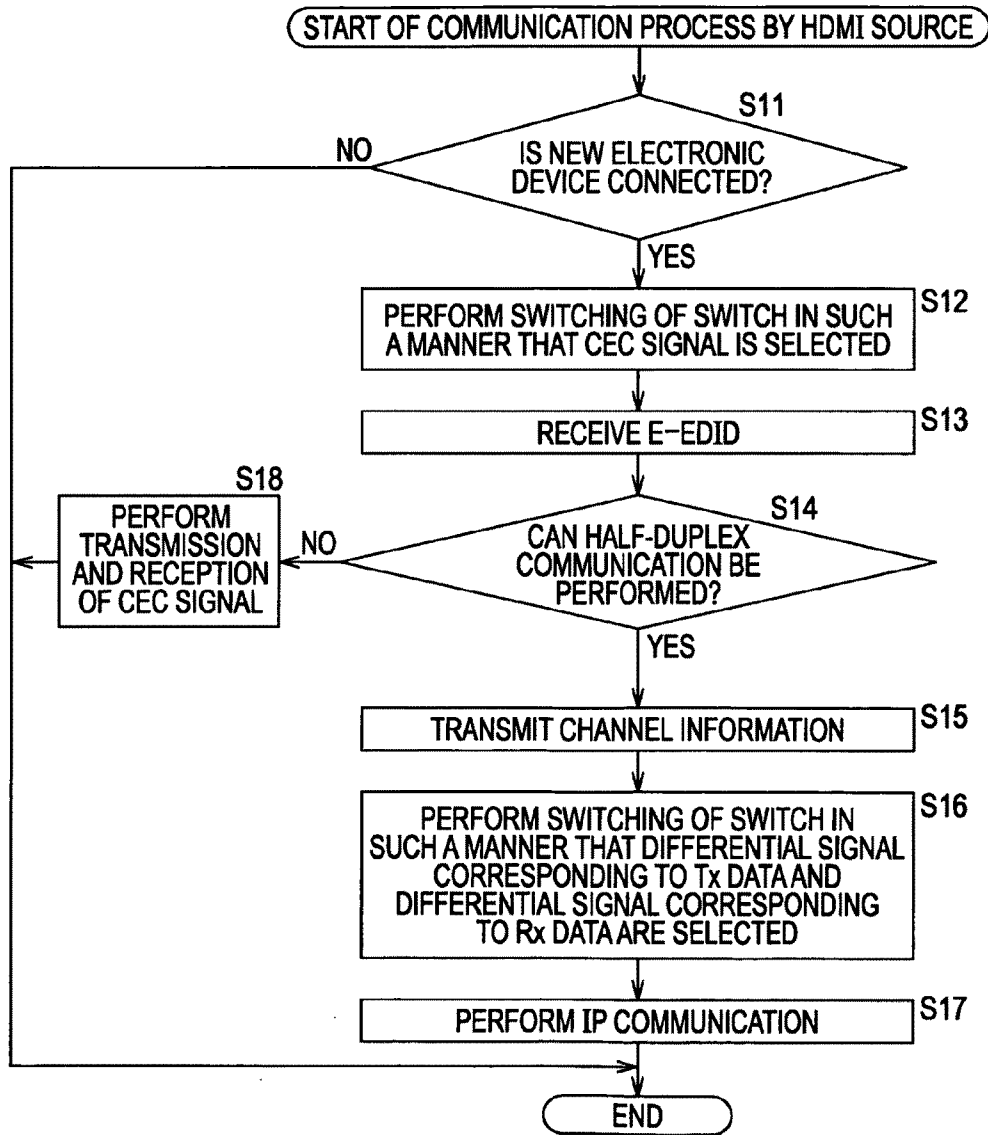 START OF COMMUNICATION PROCESS BY HDMI SOURCE
S11
NO
IS NEW ELECTRONIC
DEVICE CONNECTED?
YES
S12
PERFORM SWITCHING OF SWITCH IN SUCH
A MANNER THAT CEC SIGNAL IS SELECTED
S13
RECEIVE E-EDID
S18
PERFORM
TRANSMISSION
AND RECEPTION
OF CEC SIGNAL
NO
S14
CAN HALF-DUPLEX
COMMUNICATION BE
PERFORMED?
YES
S15
TRANSMIT CHANNEL INFORMATION
S16
PERFORM SWITCHING OF SWITCH IN
SUCH A MANNER THAT DIFFERENTIAL SIGNAL
CORRESPONDING TO Tx DATA AND
DIFFERENTIAL SIGNAL CORRESPONDING
TO Rx DATA ARE SELECTED
S17
PERFORM IP COMMUNICATION
END